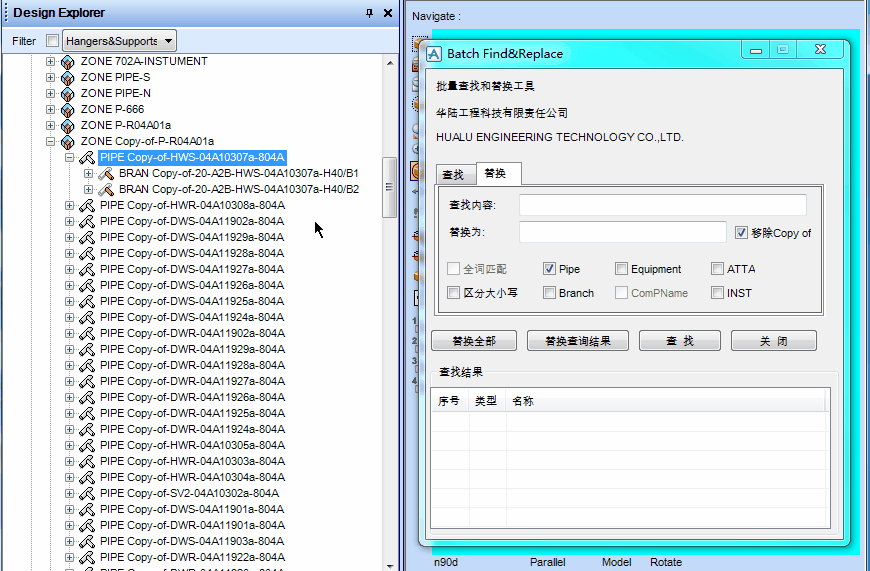 Design Explorer
Filter
Hangers&Supports
ZONE 702A-INSTUMENT
ZONE PIPE-S
ZONE PIPE-N
ZONE P-666
ZONE P-R04A01a
ZONE Copy-of-P-R04A01a
PIPE Copy-of-HWS-04A10307a-804A
BRAN Copy-of-20-A2B-HWS-04A10307a-H40/B1
BRAN Copy-of-20-A2B-HWS-04A10307a-H40/B2
PIPE Copy-of-HWR-04A10308a-804A
PIPE Copy-of-DWS-04A11902a-804A
PIPE Copy-of-DWS-04A11929a-804A
PIPE Copy-of-DWS-04A11928a-804A
PIPE Copy-of-DWS-04A11927a-804A
PIPE Copy-of-DWS-04A11926a-804A
PIPE Copy-of-DWS-04A11925a-804A
PIPE Copy-of-DWS-04A11924a-804A
PIPE Copy-of-DWR-04A11902a-804A
PIPE Copy-of-DWR-04A11929a-804A
PIPE Copy-of-DWR-04A11928a-804A
PIPE Copy-of-DWR-04A11927a-804A
PIPE Copy-of-DWR-04A11926a-804A
PIPE Copy-of-DWR-04A11925a-804A
PIPE Copy-of-DWR-04A11924a-804A
PIPE Copy-of-HWR-04A10305a-804A
PIPE Copy-of-HWR-04A10303a-804A
PIPE Copy-of-HWR-04A10304a-804A
PIPE Copy-of-SV2-04A10302a-804A
PIPE Copy-of-DWS-04A11901a-804A
PIPE Copy-of-DWR-04A11901a-804A
PIPE Copy-of-DWS-04A11903a-804A
PIPE Copy-of-DWR-04A11922a-804A
Navigate :
Batch Find&Replace
批量查找和替换工具
华陆工程科技有限责任公司
HUALU ENGINEERING TECHNOLOGY CO.,LTD.
查找 替换
查找内容:
替换为: 移除Copy of
全词匹配 Pipe Equipment ATTA
区分大小写 Branch ComPName INST
替换全部 替换查询结果 查 找 关 闭
查找结果
序号 类型 名称
n90d Parallel Model Rotate